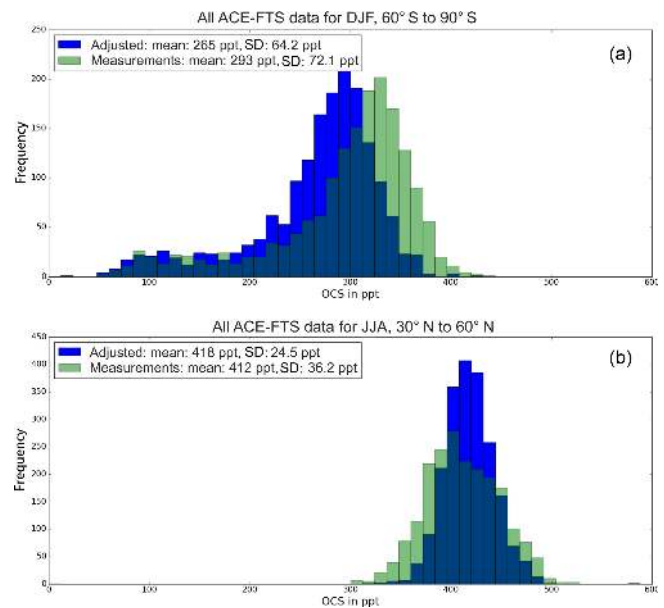 All ACE-FTS data for DJF, 60° S to 90° S
Adjusted: mean: 265 ppt, SD: 64.2 ppt
Measurements: mean: 293 ppt, SD: 72.1 ppt
(a)
250
200
150
100
50
0
Frequency
0 100 200 300 400 500 600
OCS in ppt
All ACE-FTS data for JJA, 30° N to 60° N
Adjusted: mean: 418 ppt, SD: 24.5 ppt
Measurements: mean: 412 ppt, SD: 36.2 ppt
(b)
450
400
350
300
250
200
150
100
50
0
Frequency
0 100 200 300 400 500 600
OCS in ppt